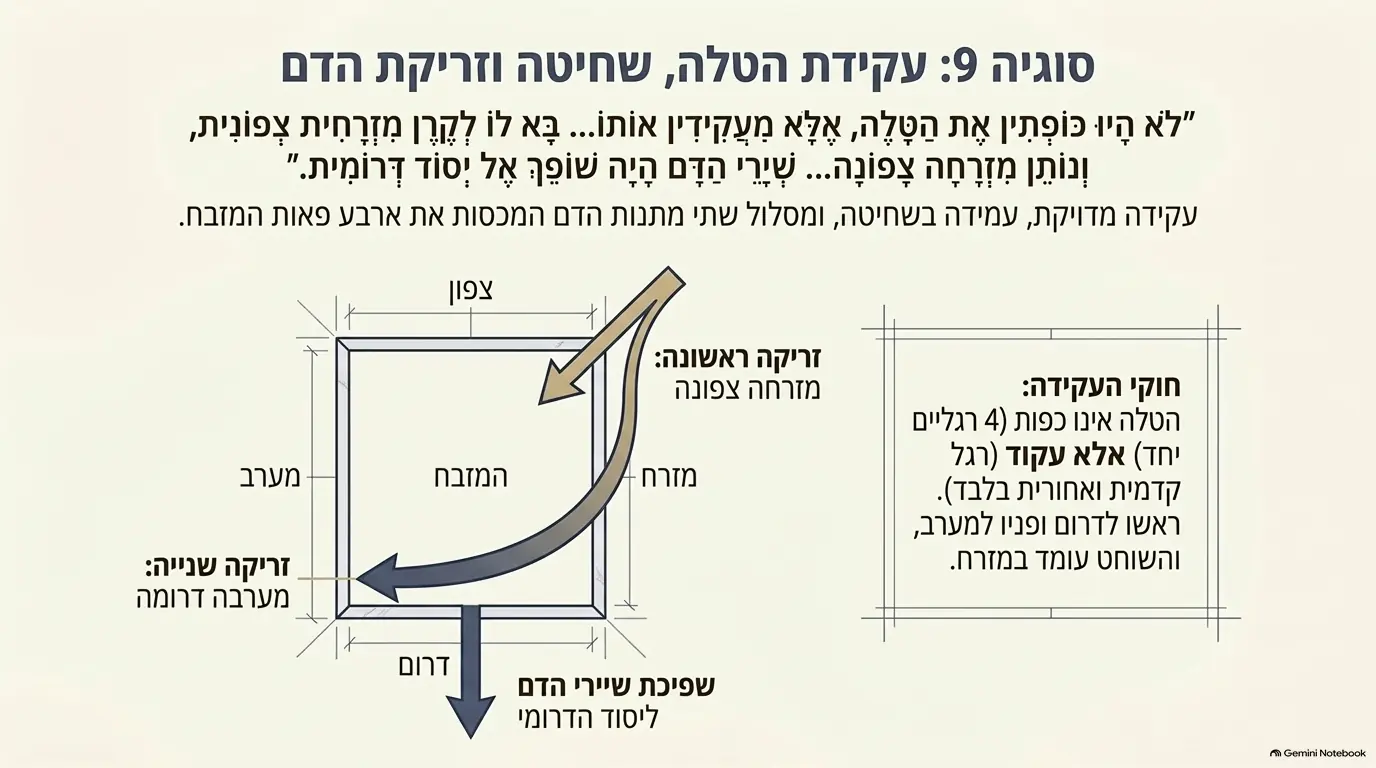 סוגיה 9: עקידת הטלה, שחיטה וזריקת הדם
"לֹא הָיוּ כּוֹפְתִין אֶת הַטָּלֶה, אֶלָּא מַעֲקִידִין אוֹתוֹ... בָּא לוֹ לְקֶרֶן מִזְרָחִית צְפוֹנִית,
וְנוֹתֵן מִזְרָחָה צָפוֹנָה... שְׁיָרֵי הַדָּם הָיָה שׁוֹפֵךְ אֶל יְסוֹד דְּרוֹמִית."
עקידה מדויקת, עמידה בשחיטה, ומסלול שתי מתנות הדם המכסות את ארבע פאות המזבח.
צפון
זריקה ראשונה:
מזרחה צפונה
מזרח
המזבח
מערב
זריקה שנייה:
מערבה דרומה
דרום
שפיכת שיירי הדם
ליסוד הדרומי
חוקי העקידה:
הטלה אינו כפות (4 רגליים
יחד) אלא עקוד (רגל
קדמית ואחורית בלבד).
ראשו לדרום ופניו למערב,
והשוחט עומד במזרח.
Gemini Notebook